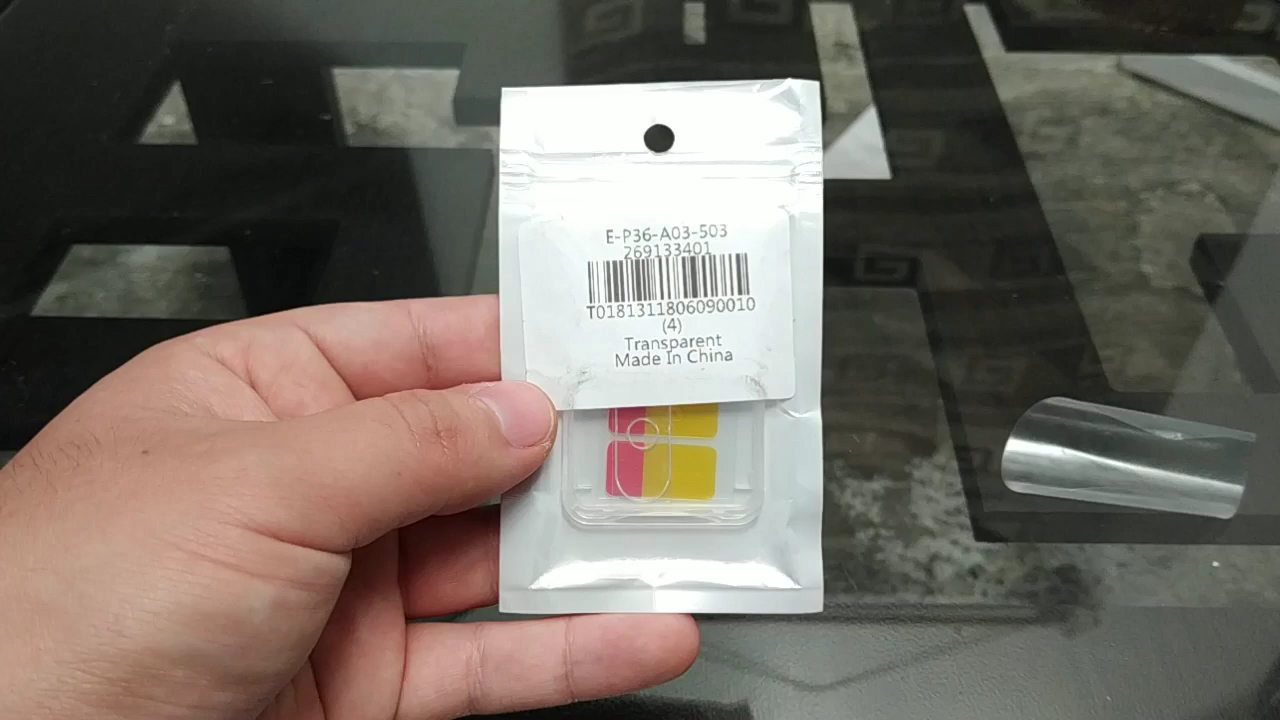 E-P36-A03-503
269133401
T0181311806090010
(4)
Transparent
Made In China